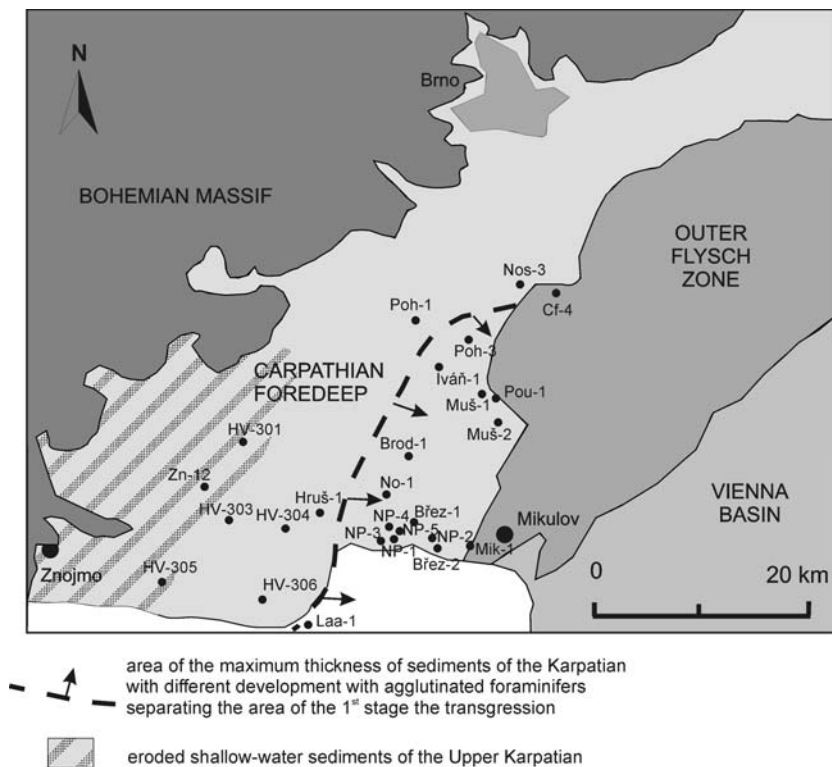 N
Brno
BOHEMIAN MASSIF
OUTER
FLYSCH
ZONE
Nos-3
Cf-4
Poh-1
Poh-3
CARPATHIAN
FOREDEEP
Iváň-1
Muš-1
Pou-1
Muš-2
HV-301
Brod-1
Zn-12
No-1
VIENNA
BASIN
HV-303
HV-304
Hruš-1
NP-4
Břez-1
Mikulov
NP-3
NP-5
NP-2
NP-1
Mik-1
Břez-2
Znojmo
HV-305
HV-306
0
20 km
Laa-1
area of the maximum thickness of sediments of the Karpatian
with different development with agglutinated foraminifers
separating the area of the 1st stage the transgression
eroded shallow-water sediments of the Upper Karpatian